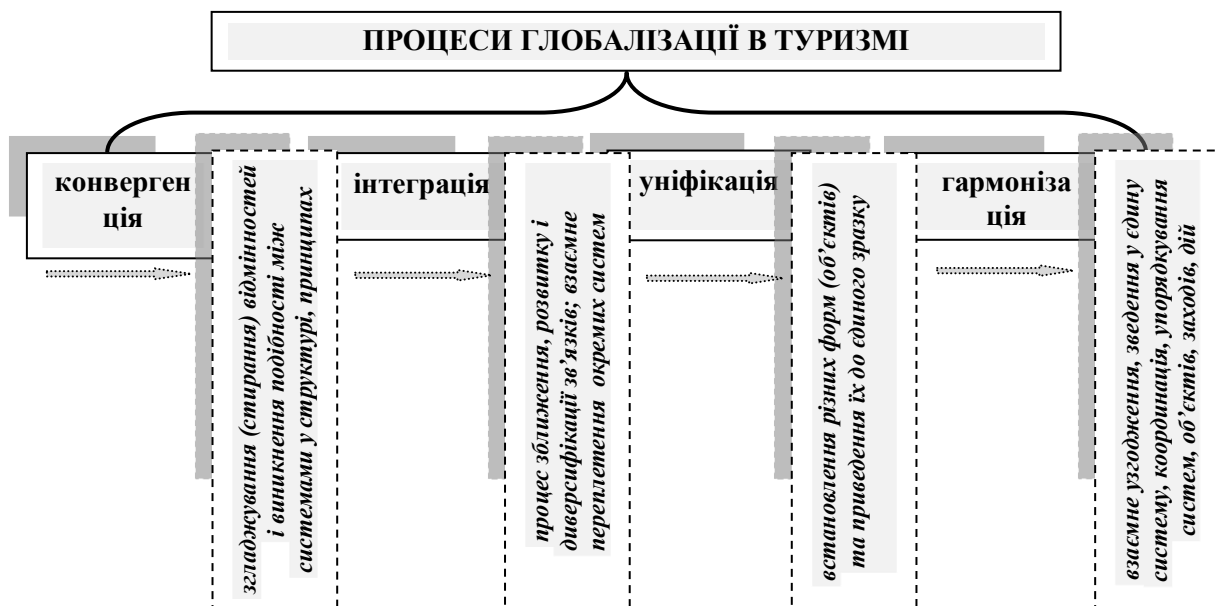 ПРОЦЕСИ ГЛОБАЛІЗАЦІЇ В ТУРИЗМІ
конверген
ція
згладжування (стирання) відмінностей
і виникнення подібності між
системами у структурі, принципах
інтеграція
процес зближення, розвитку і
диверсифікації зв’язків; взаємне
переплетення окремих систем
уніфікація
встановлення різних форм (об’єктів)
та приведення їх до єдиного зразку
гармоніза
ція
взаємне узгодження, зведення у єдину
систему, координація, упорядкування
систем, об’єктів, заходів, дій